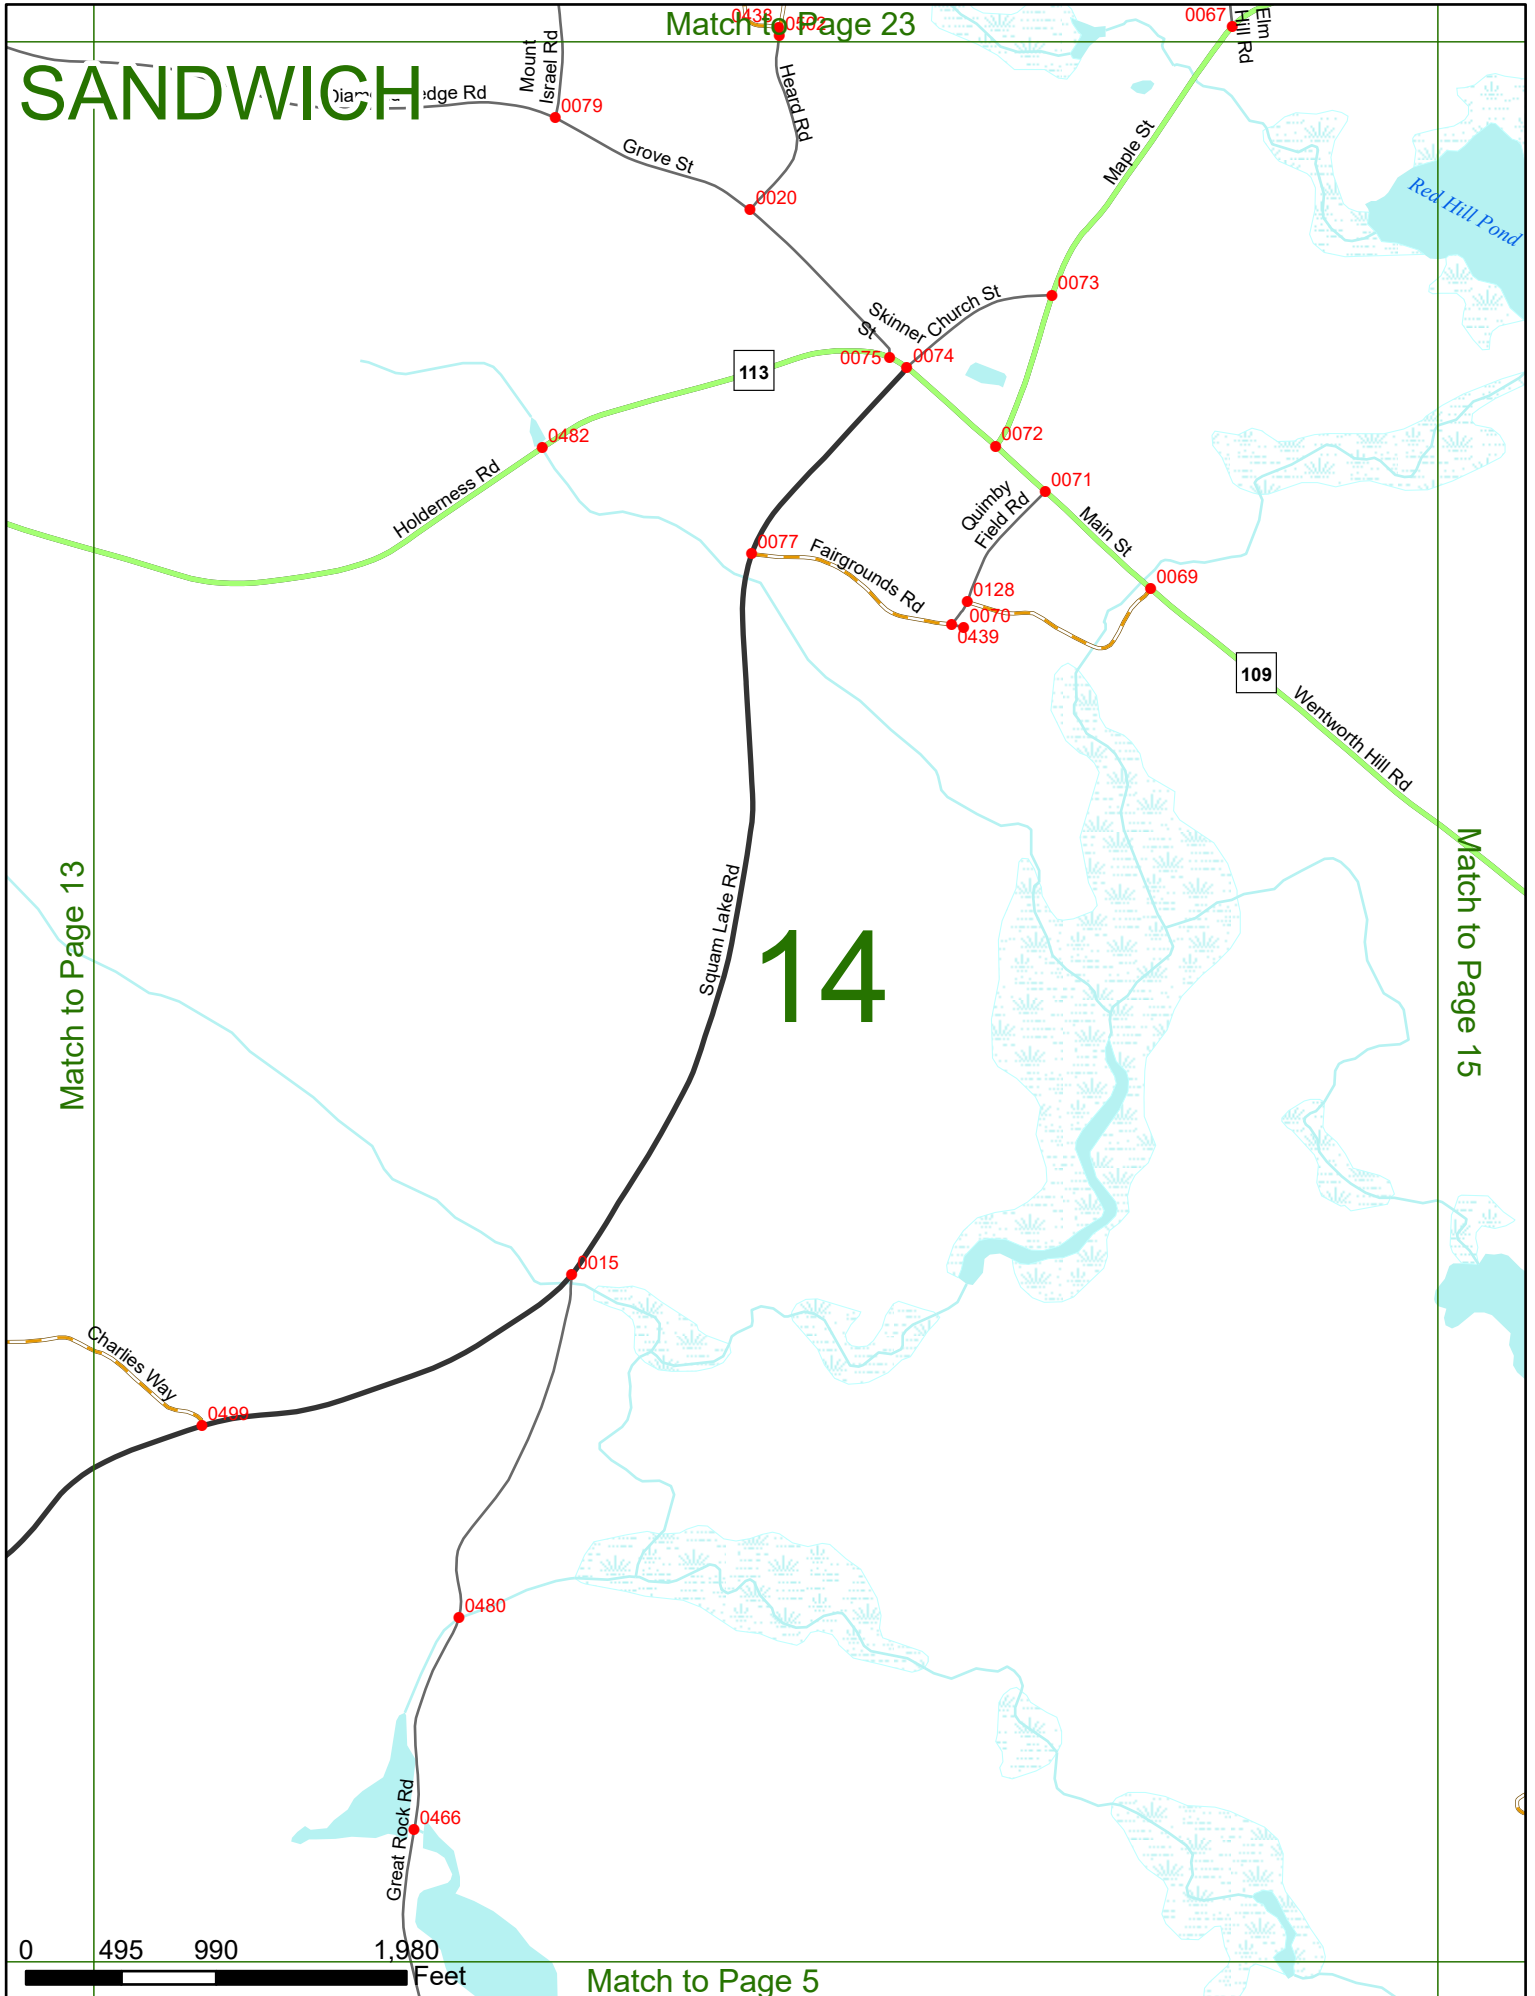 0438
0502
Match to Page 23
0067
Elm
Hill Rd
SANDWICH
Mount
Israel Rd
edge Rd
0079
Heard Rd
Grove St
Maple St
0020
Red Hill Pond
0073
Skinner
St
Church St
0075
0074
113
0482
0072
Holderness Rd
0071
Quimby
Field Rd
Main St
0077
Fairgrounds Rd
0069
0128
0070
0439
109
Wentworth Hill Rd
Match to Page 13
Squam Lake Rd
14
Match to Page 15
0015
Charlies Way
0499
0480
Great Rock Rd
0466
0 495 990 1,980
Feet
Match to Page 5